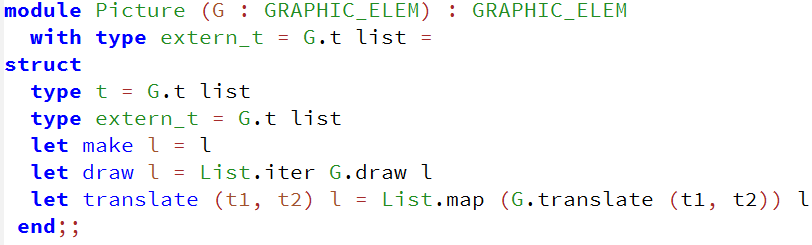 module Picture (G : GRAPHIC_ELEM) : GRAPHIC_ELEM
  with type extern_t = G.t list =
struct
  type t = G.t list
  type extern_t = G.t list
  let make l = l
  let draw l = List.iter G.draw l
  let translate (t1, t2) l = List.map (G.translate (t1, t2)) l
 end;;